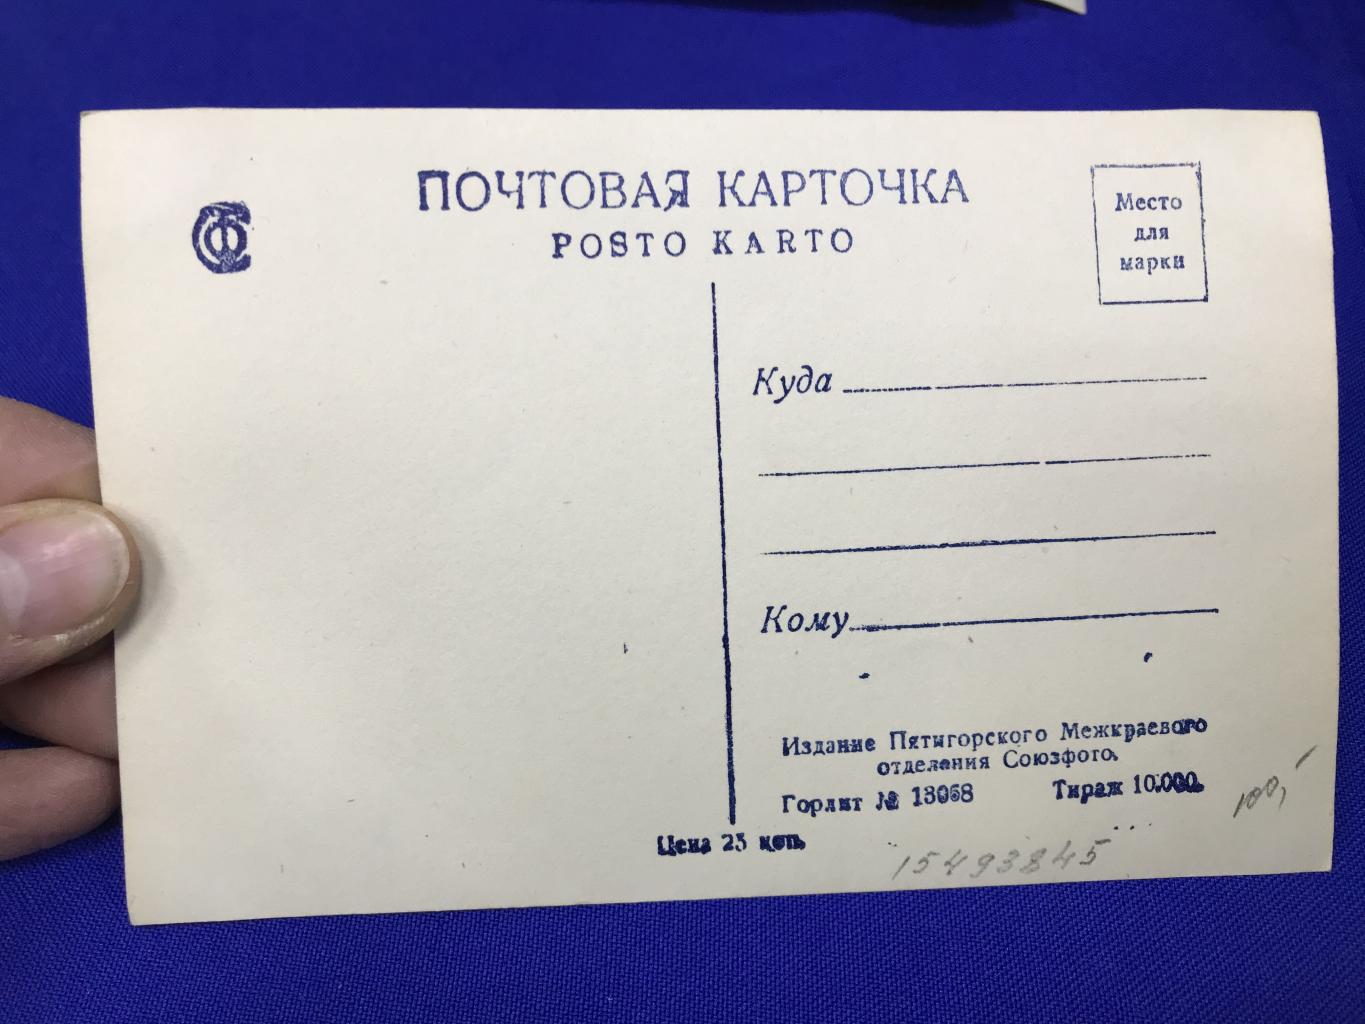 СФ
ПОЧТОВАЯ КАРТОЧКА
POSTO KARTO
Место
для
марки
Куда
Кому
Издание Пятигорского Межкраевого
отделения Союзфото.
Горлит № 13068 Тираж 10.000.
Цена 25 коп.
15493845
100,-